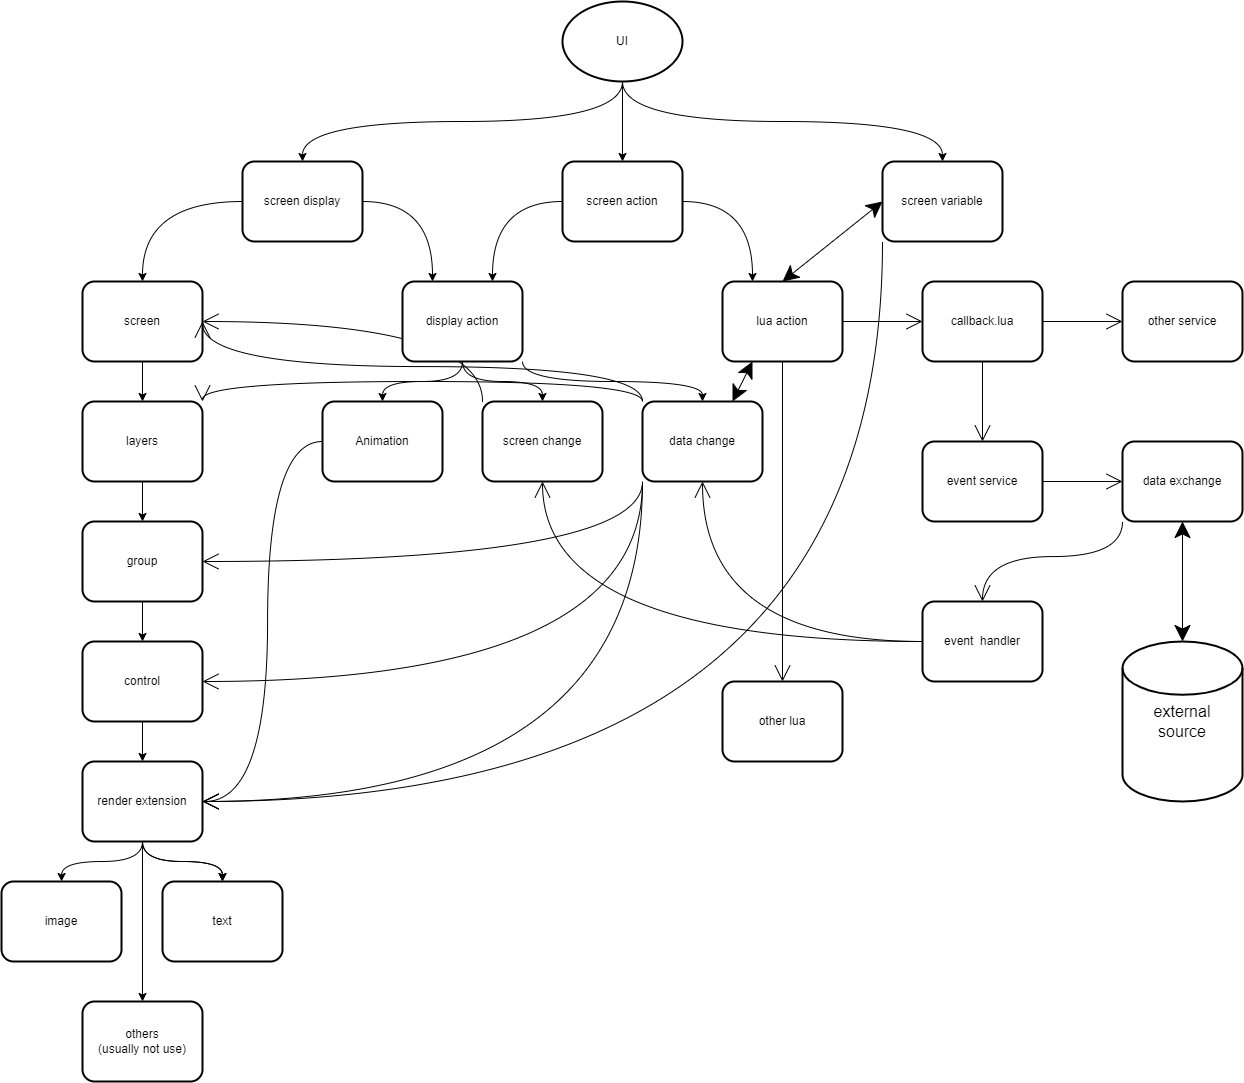 UI
screen display
screen action
screen variable
screen
display action
lua action
callback.lua
other service
layers
Animation
screen change
data change
event service
data exchange
group
control
event  handler
other lua
external
source
render extension
image
text
others
(usually not use)